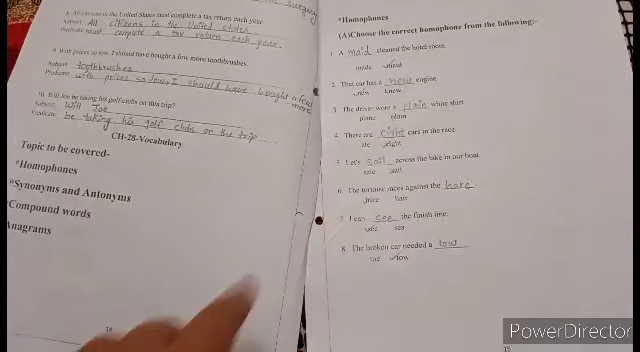 surgery
8. All citizens in the United States must complete a tax return each year.
Subject All citizens in the United States
Predicate must complete a tax return each year.
9. With prices so low, I should have bought a few more toothbrushes.
Subject toothbrushes
Predicate with prices so low, I should have bought a few more
10. Will Joe be taking his golf clubs on this trip?
Subject: Will Joe
Predicate: be taking his golf clubs on the trip
CH-28-Vocabulary
Topic to be covered-
*Homophones
*Synonyms and Antonyms
Compound words
Anagrams
14
*Homophones
(A)Choose the correct homophone from the following:-
1. A maid cleaned the hotel room.
made maid
2. That car has a new engine
new knew
3. The driver wore a plain white shirt.
plane plain
4. There are eight cars in the race.
ate eight
5. Let's sail across the lake in our boat.
sale sail
6. The tortoise races against the hare.
hare hair
7. I can see the finish line.
see sea
8. The broken car needed a tow
toe tow
15
PowerDirector